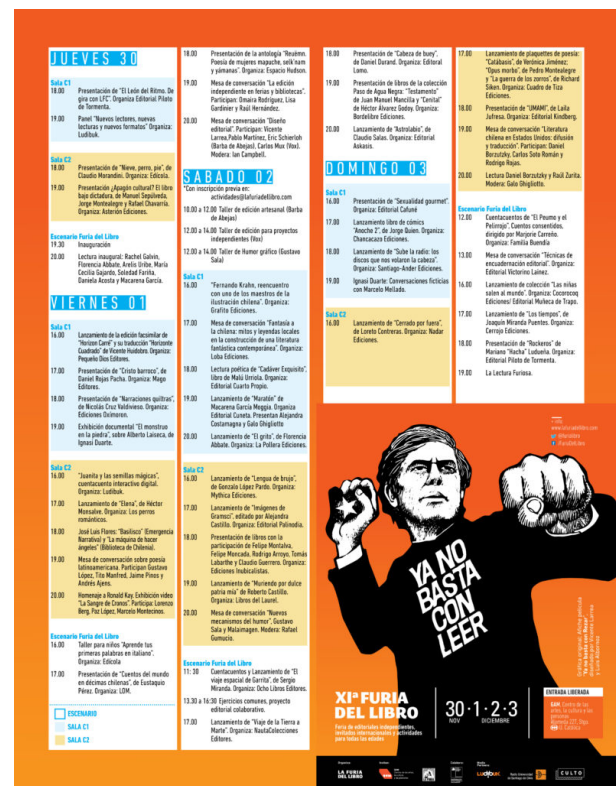 JUEVES 30
Sala C1
18.00 Presentación de "El León del Ritmo. De
gira con LFC". Organiza Editorial Piloto
de Tormenta.
19.00 Panel "Nuevos lectores, nuevas
lecturas y nuevos formatos" Organiza:
Ludibuk.
Sala C2
18.00 Presentación de "Nieve, perro, pie", de
Claudio Morandini. Organiza: Edicola.
19.00 Presentación ¿Apagón cultural? El libro
bajo dictadura, de Manuel Sepúlveda,
Jorge Montealegre y Rafael Chavarría.
Organiza: Asterión Ediciones.
Escenario Furia del Libro
19.30 Inauguración
20.00 Lectura inaugural: Rachel Galvin,
Florencia Abbate, Arelis Uribe, María
Cecilia Gajardo, Soledad Fariña,
Daniela Acosta y Macarena García.
VIERNES 01
Sala C1
16.00 Lanzamiento de la edición facsimilar de
"Horizon Carré" y su traducción "Horizonte
Cuadrado" de Vicente Huidobro. Organiza:
Pequeño Dios Editores.
17.00 Presentación de "Cristo barroco", de
Daniel Rojas Pachas. Organiza: Mago
Editores.
18.00 Presentación de "Narraciones quiltras",
de Nicolás Cruz Valdivieso. Organiza:
Ediciones Oxímoron.
19.00 Exhibición documental "El monstruo
en la piedra", sobre Alberto Laiseca, de
Ignasi Duarte.
Sala C2
16.00 "Juanita y las semillas mágicas",
cuentacuento interactivo digital.
Organiza: Ludibuk.
17.00 Lanzamiento de "Elena", de Héctor
Monsalve. Organiza: Los perros
románticos.
18.00 José Luis Flores: "Basilisco" (Emergencia
Narrativa) y "La máquina de hacer
ángeles" (Biblioteca de Chilenia).
19.00 Mesa de conversación sobre poesía
latinoamericana. Participan Gustavo
López, Tito Manfred, Jaime Pinos y
Andrés Ajens.
20.00 Homenaje a Ronald Kay. Exhibición video
"La Sangre de Cronos". Participa: Lorenzo
Berg, Paz López, Marcelo Montecinos.
Escenario Furia del Libro
16.00 Taller para niños "Aprende tus
primeras palabras en italiano".
Organiza: Edicola
17.00 Presentación de "Cuentos del mundo
en décimas chilenas", de Eustaquio
Pérez. Organiza: LOM.
ESCENARIO
SALA C1
SALA C2
18.00 Presentación de la antología "Reuëmn.
Poesía de mujeres mapuche, selk'nam
y yámanas". Organiza: Espacio Hudson.
19.00 Mesa de conversación "La edición
independiente en ferias y bibliotecas".
Participan: Omaira Rodríguez, Lisa
Gardinier y Raúl Hernández.
20.00 Mesa de conversación "Diseño
editorial". Participan: Vicente
Larrea,Pablo Martínez, Eric Schierloh
(Barba de Abejas), Carlos Mux (Vox).
Modera: Ian Campbell.
SABADO 02
*Con inscripción previa en:
actividades@lafuriadellibro.com
10.00 a 12.00 Taller de edición artesanal (Barba
de Abejas)
12.00 a 14.00 Taller de edición para proyectos
independientes (Vox)
12.00 a 14.00 Taller de Humor gráfico (Gustavo
Sala)
Sala C1
16.00 "Fernando Krahn, reencuentro
con uno de los maestros de la
ilustración chilena". Organiza:
Grafito Ediciones.
17.00 Mesa de conversación "Fantasía a
la chilena: mitos y leyendas locales
en la construcción de una literatura
fantástica contemporánea". Organiza:
Loba Ediciones.
18.00 Lectura poética de "Cadáver Exquisito",
libro de Malú Urriola. Organiza:
Editorial Cuarto Propio.
19.00 Lanzamiento de "Maratón" de
Macarena García Moggia. Organiza
Editorial Cuneta. Presentan Alejandra
Costamagna y Galo Ghigliotto
20.00 Lanzamiento de "El grito", de Florencia
Abbate. Organiza: La Pollera Ediciones.
Sala C2
16.00 Lanzamiento de "Lengua de brujo",
de Gonzalo López Pardo. Organiza:
Mythica Ediciones.
17.00 Lanzamiento de "Imágenes de
Gramsci", editado por Alejandra
Castillo. Organiza: Editorial Palinodia.
18.00 Presentación de libros con la
participación de Felipe Montalva,
Felipe Moncada, Rodrigo Arroyo, Tomás
Labarthe y Claudio Guerrero. Organiza:
Ediciones Inubicalistas.
19.00 Lanzamiento de "Muriendo por dulce
patria mía" de Roberto Castillo.
Organiza: Libros del Laurel.
20.00 Mesa de conversación "Nuevos
mecanismos del humor", Gustavo
Sala y Malaimagen. Modera: Rafael
Gumucio.
Escenario Furia del Libro
11: 30 Cuentacuentos y Lanzamiento de "El
viaje espacial de Garrita", de Sergio
Miranda. Organiza: Ocho Libros Editores.
13.30 a 16:30 Ejercicios comunes, proyecto
editorial colaborativo.
17.00 Lanzamiento de "Viaje de la Tierra a
Marte". Organiza: NautaColecciones
Editores.
18.00 Presentación de "Cabeza de buey",
de Daniel Durand. Organiza: Editoral
Lomo.
19.00 Presentación de libros de la colección
Paso de Agua Negra: "Testamento"
de Juan Manuel Mancilla y "Cenital"
de Héctor Álvarez Godoy. Organiza:
Bordelibre Ediciones.
20.00 Lanzamiento de "Astrolabio", de
Claudio Salas. Organiza: Editorial
Askasis.
DOMINGO 03
Sala C1
16.00 Presentación de "Sexualidad gourmet".
Organiza: Editorial Cafuné
17.00 Lanzamiento libro de cómics
"Anoche 2", de Jorge Quien. Organiza:
Chancacazo Ediciones.
18.00 Lanzamiento de "Sube la radio: los
discos que nos volaron la cabeza".
Organiza: Santiago-Ander Ediciones.
19.00 Ignasi Duarte: Conversaciones ficticias
con Marcelo Mellado.
Sala C2
16.00 Lanzamiento de "Cerrado por fuera",
de Loreto Contreras. Organiza: Nadar
Ediciones.
17.00 Lanzamiento de plaquettes de poesía:
"Catábasis", de Verónica Jiménez;
"Opus morbo", de Pedro Montealegre
y "La guerra de los zorros", de Richard
Siken. Organiza: Cuadro de Tiza
Ediciones.
18.00 Presentación de "UMAMI", de Laila
Jufresa. Organiza: Editorial Kindberg.
19.00 Mesa de conversación "Literatura
chilena en Estados Unidos: difusión
y traducción". Participan: Daniel
Borzutzky, Carlos Soto Román y
Rodrigo Rojas.
20.00 Lectura Daniel Borzutzky y Raúl Zurita.
Modera: Galo Ghigliotto.
Escenario Furia del Libro
12.00 Cuentacuentos de "El Peumo y el
Pelirrojo", Cuentos consentidos,
dirigido por Marjorie Carreño.
Organiza: Familia Buendía
13.00 Mesa de conversación "Técnicas de
encuadernación editorial". Organiza:
Editorial Victorino Lainez.
16.00 Lanzamiento de colección "Las niñas
salen al mundo". Organiza: Cocorocoq
Ediciones/ Editorial Muñeca de Trapo.
17.00 Lanzamiento de "Los tiempos", de
Joaquín Miranda Puentes. Organiza:
Cerrojo Ediciones.
18.00 Presentación de "Rockeros" de
Mariano "Hacha" Ludueña. Organiza:
Editorial Piloto de Tormenta.
19.00 La Lectura Furiosa.
+ info
www.lafuriadellibro.com
@furialibro
/FuriaDelLibro
YA NO
BASTA
CON
LEER
XIª FURIA
DEL LIBRO
Feria de editoriales independientes,
invitados internacionales y actividades
para todas las edades
30·1·2·3
NOV DICIEMBRE
ENTRADA LIBERADA
GAM, Centro de las
artes, la cultura y las
personas
Alameda 227, Stgo
U. Católica
LA FURIA
DEL LIBRO
LUDIBUK
CULTO